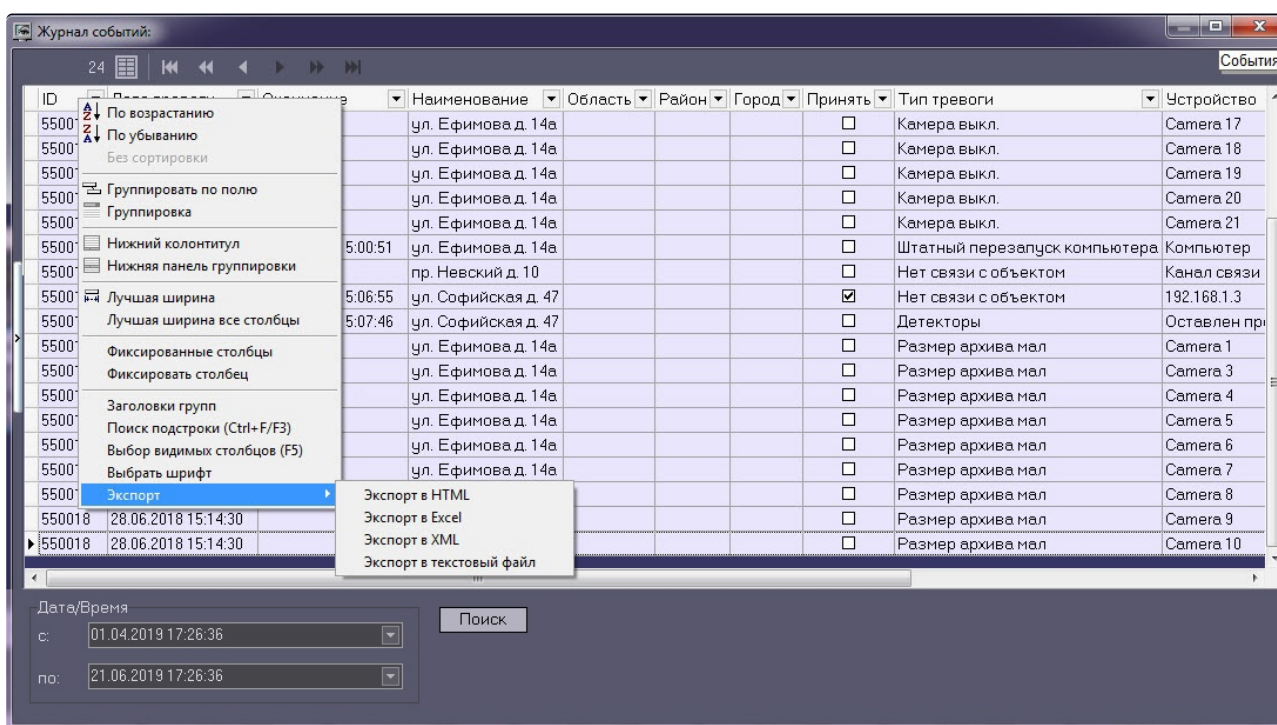 Журнал событий:
24
События
ID
Наименование Область Район Город Принять Тип тревоги Устройство
По возрастанию
По убыванию
Без сортировки
Группировать по полю
Группировка
Нижний колонтитул
Нижняя панель группировки
Лучшая ширина
Лучшая ширина все столбцы
Фиксированные столбцы
Фиксировать столбец
Заголовки групп
Поиск подстроки (Ctrl+F/F3)
Выбор видимых столбцов (F5)
Выбрать шрифт
Экспорт
Экспорт в HTML
Экспорт в Excel
Экспорт в XML
Экспорт в текстовый файл
ул. Ефимова д. 14а Камера выкл. Camera 17
ул. Ефимова д. 14а Камера выкл. Camera 18
ул. Ефимова д. 14а Камера выкл. Camera 19
ул. Ефимова д. 14а Камера выкл. Camera 20
ул. Ефимова д. 14а Камера выкл. Camera 21
5:00:51 ул. Ефимова д. 14а Штатный перезапуск компьютера Компьютер
пр. Невский д. 10 Нет связи с объектом Канал связи
5:06:55 ул. Софийская д. 47 Нет связи с объектом 192.168.1.3
5:07:46 ул. Софийская д. 47 Детекторы Оставлен
ул. Ефимова д. 14а Размер архива мал Camera 1
ул. Ефимова д. 14а Размер архива мал Camera 3
ул. Ефимова д. 14а Размер архива мал Camera 4
ул. Ефимова д. 14а Размер архива мал Camera 5
ул. Ефимова д. 14а Размер архива мал Camera 6
ул. Ефимова д. 14а Размер архива мал Camera 7
Размер архива мал Camera 8
550018 28.06.2018 15:14:30 Размер архива мал Camera 9
550018 28.06.2018 15:14:30 Размер архива мал Camera 10
Дата/Время
с: 01.04.2019 17:26:36
Поиск
по: 21.06.2019 17:26:36